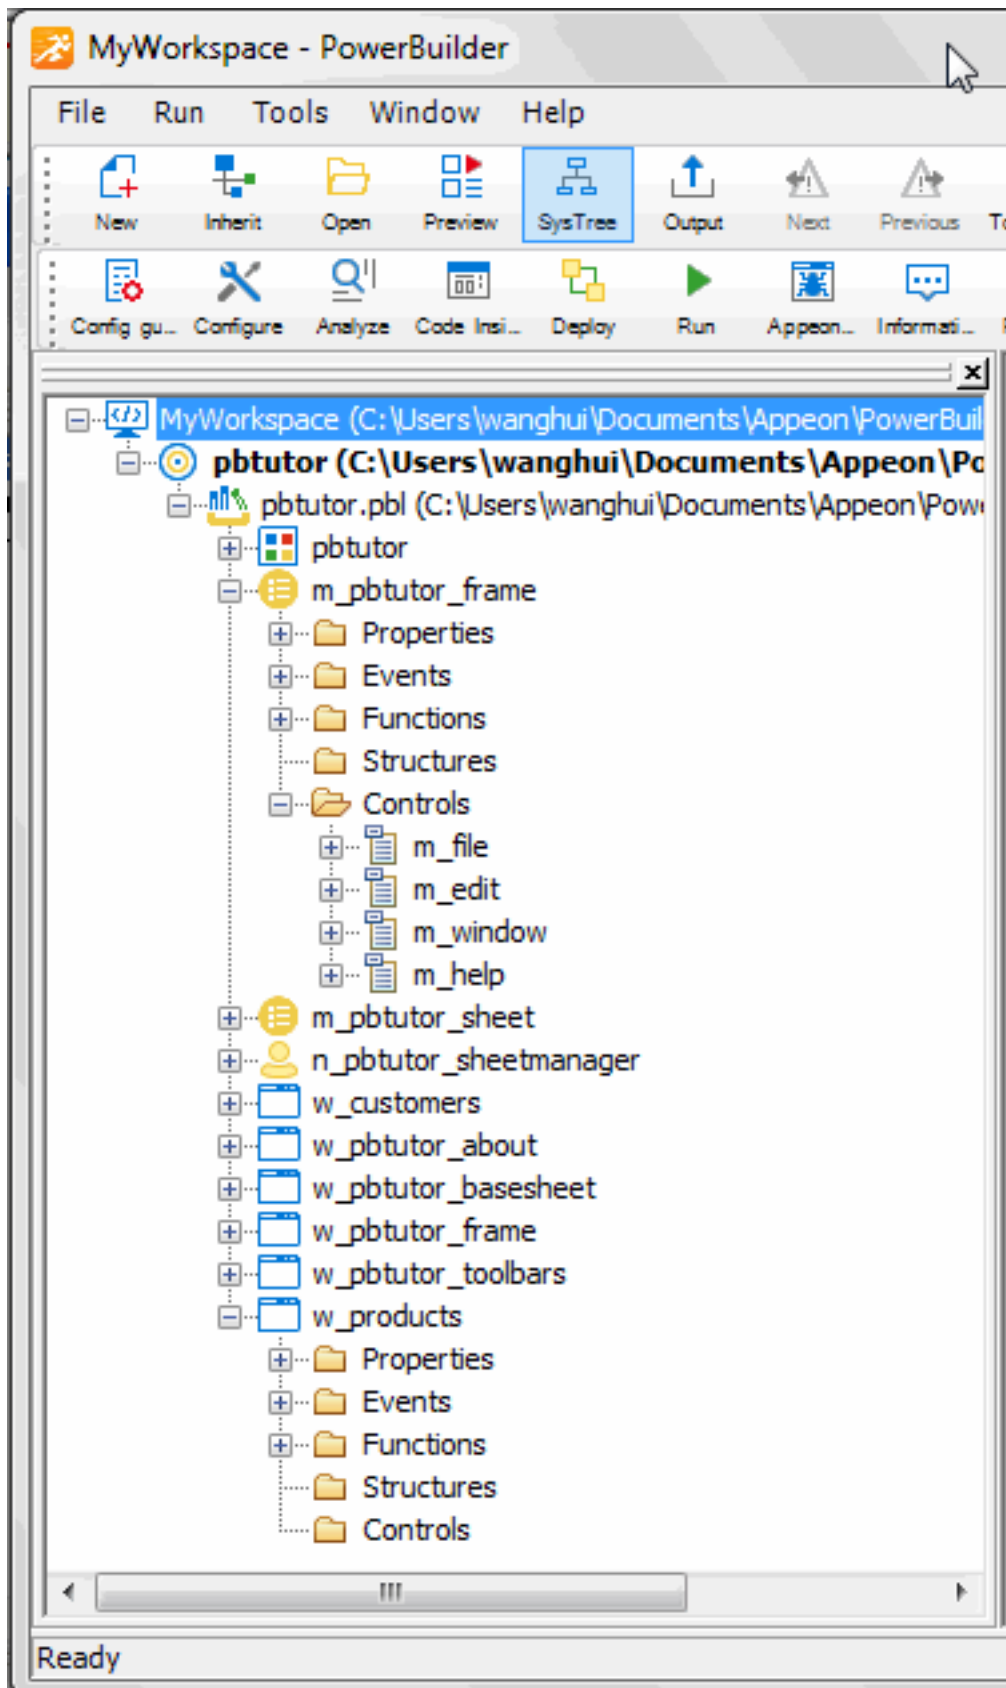 MyWorkspace - PowerBuilder
File Run Tools Window Help
New Inherit Open Preview SysTree Output Next Previous
Config gu... Configure Analyze Code Insi... Deploy Run Appeon... Informati...
MyWorkspace (C:\Users\wanghui\Documents\Appeon\PowerBuil
pbtutor (C:\Users\wanghui\Documents\Appeon\Po
pbtutor.pbl (C:\Users\wanghui\Documents\Appeon\Pow
pbtutor
m_pbtutor_frame
Properties
Events
Functions
Structures
Controls
m_file
m_edit
m_window
m_help
m_pbtutor_sheet
n_pbtutor_sheetmanager
w_customers
w_pbtutor_about
w_pbtutor_basesheet
w_pbtutor_frame
w_pbtutor_toolbars
w_products
Properties
Events
Functions
Structures
Controls
Ready